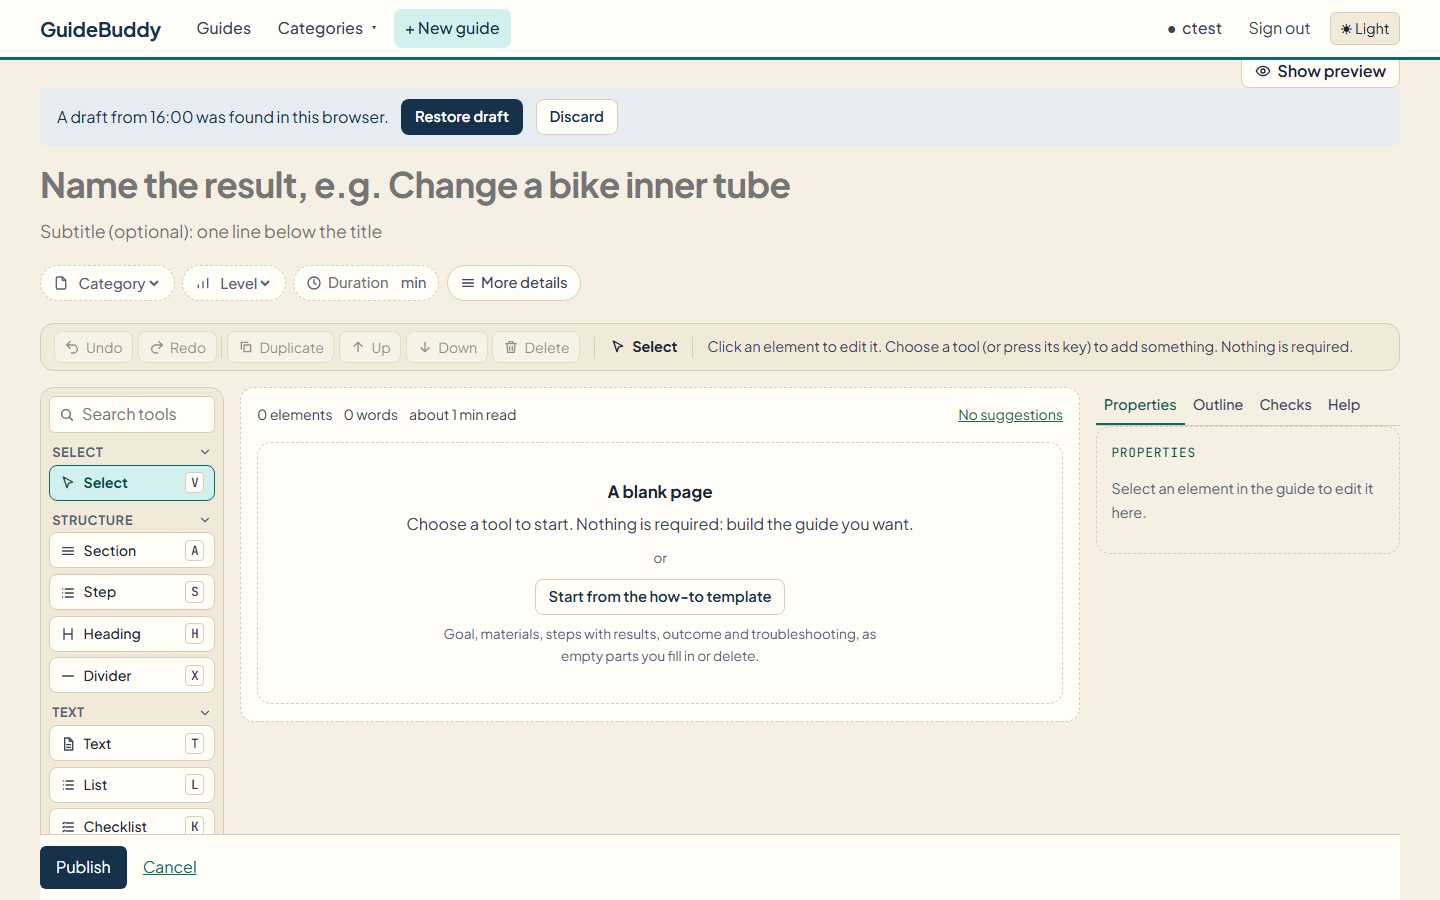 GuideBuddy Guides Categories + New guide ctest Sign out Light
Show preview
A draft from 16:00 was found in this browser. Restore draft Discard
Name the result, e.g. Change a bike inner tube
Subtitle (optional): one line below the title
Category Level Duration min More details
Undo Redo Duplicate Up Down Delete Select Click an element to edit it. Choose a tool (or press its key) to add something. Nothing is required.
Search tools
SELECT
Select V
STRUCTURE
Section A
Step S
Heading H
Divider X
TEXT
Text T
List L
Checklist K
0 elements 0 words about 1 min read No suggestions
A blank page
Choose a tool to start. Nothing is required: build the guide you want.
or
Start from the how-to template
Goal, materials, steps with results, outcome and troubleshooting, as
empty parts you fill in or delete.
Properties Outline Checks Help
PROPERTIES
Select an element in the guide to edit it
here.
Publish Cancel